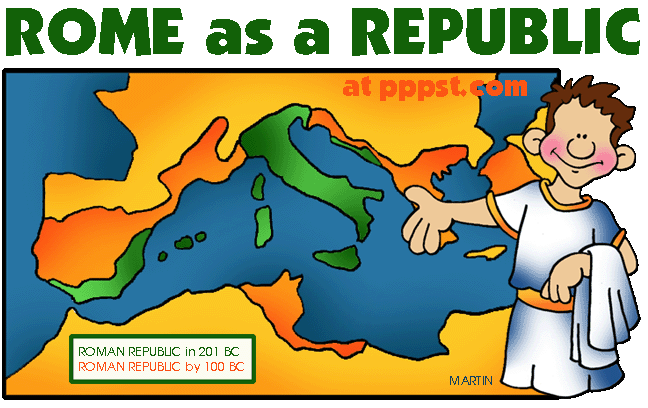 ROME as a REPUBLIC
at pppst.com
ROMAN REPUBLIC in 201 BC
ROMAN REPUBLIC by 100 BC
MARTIN